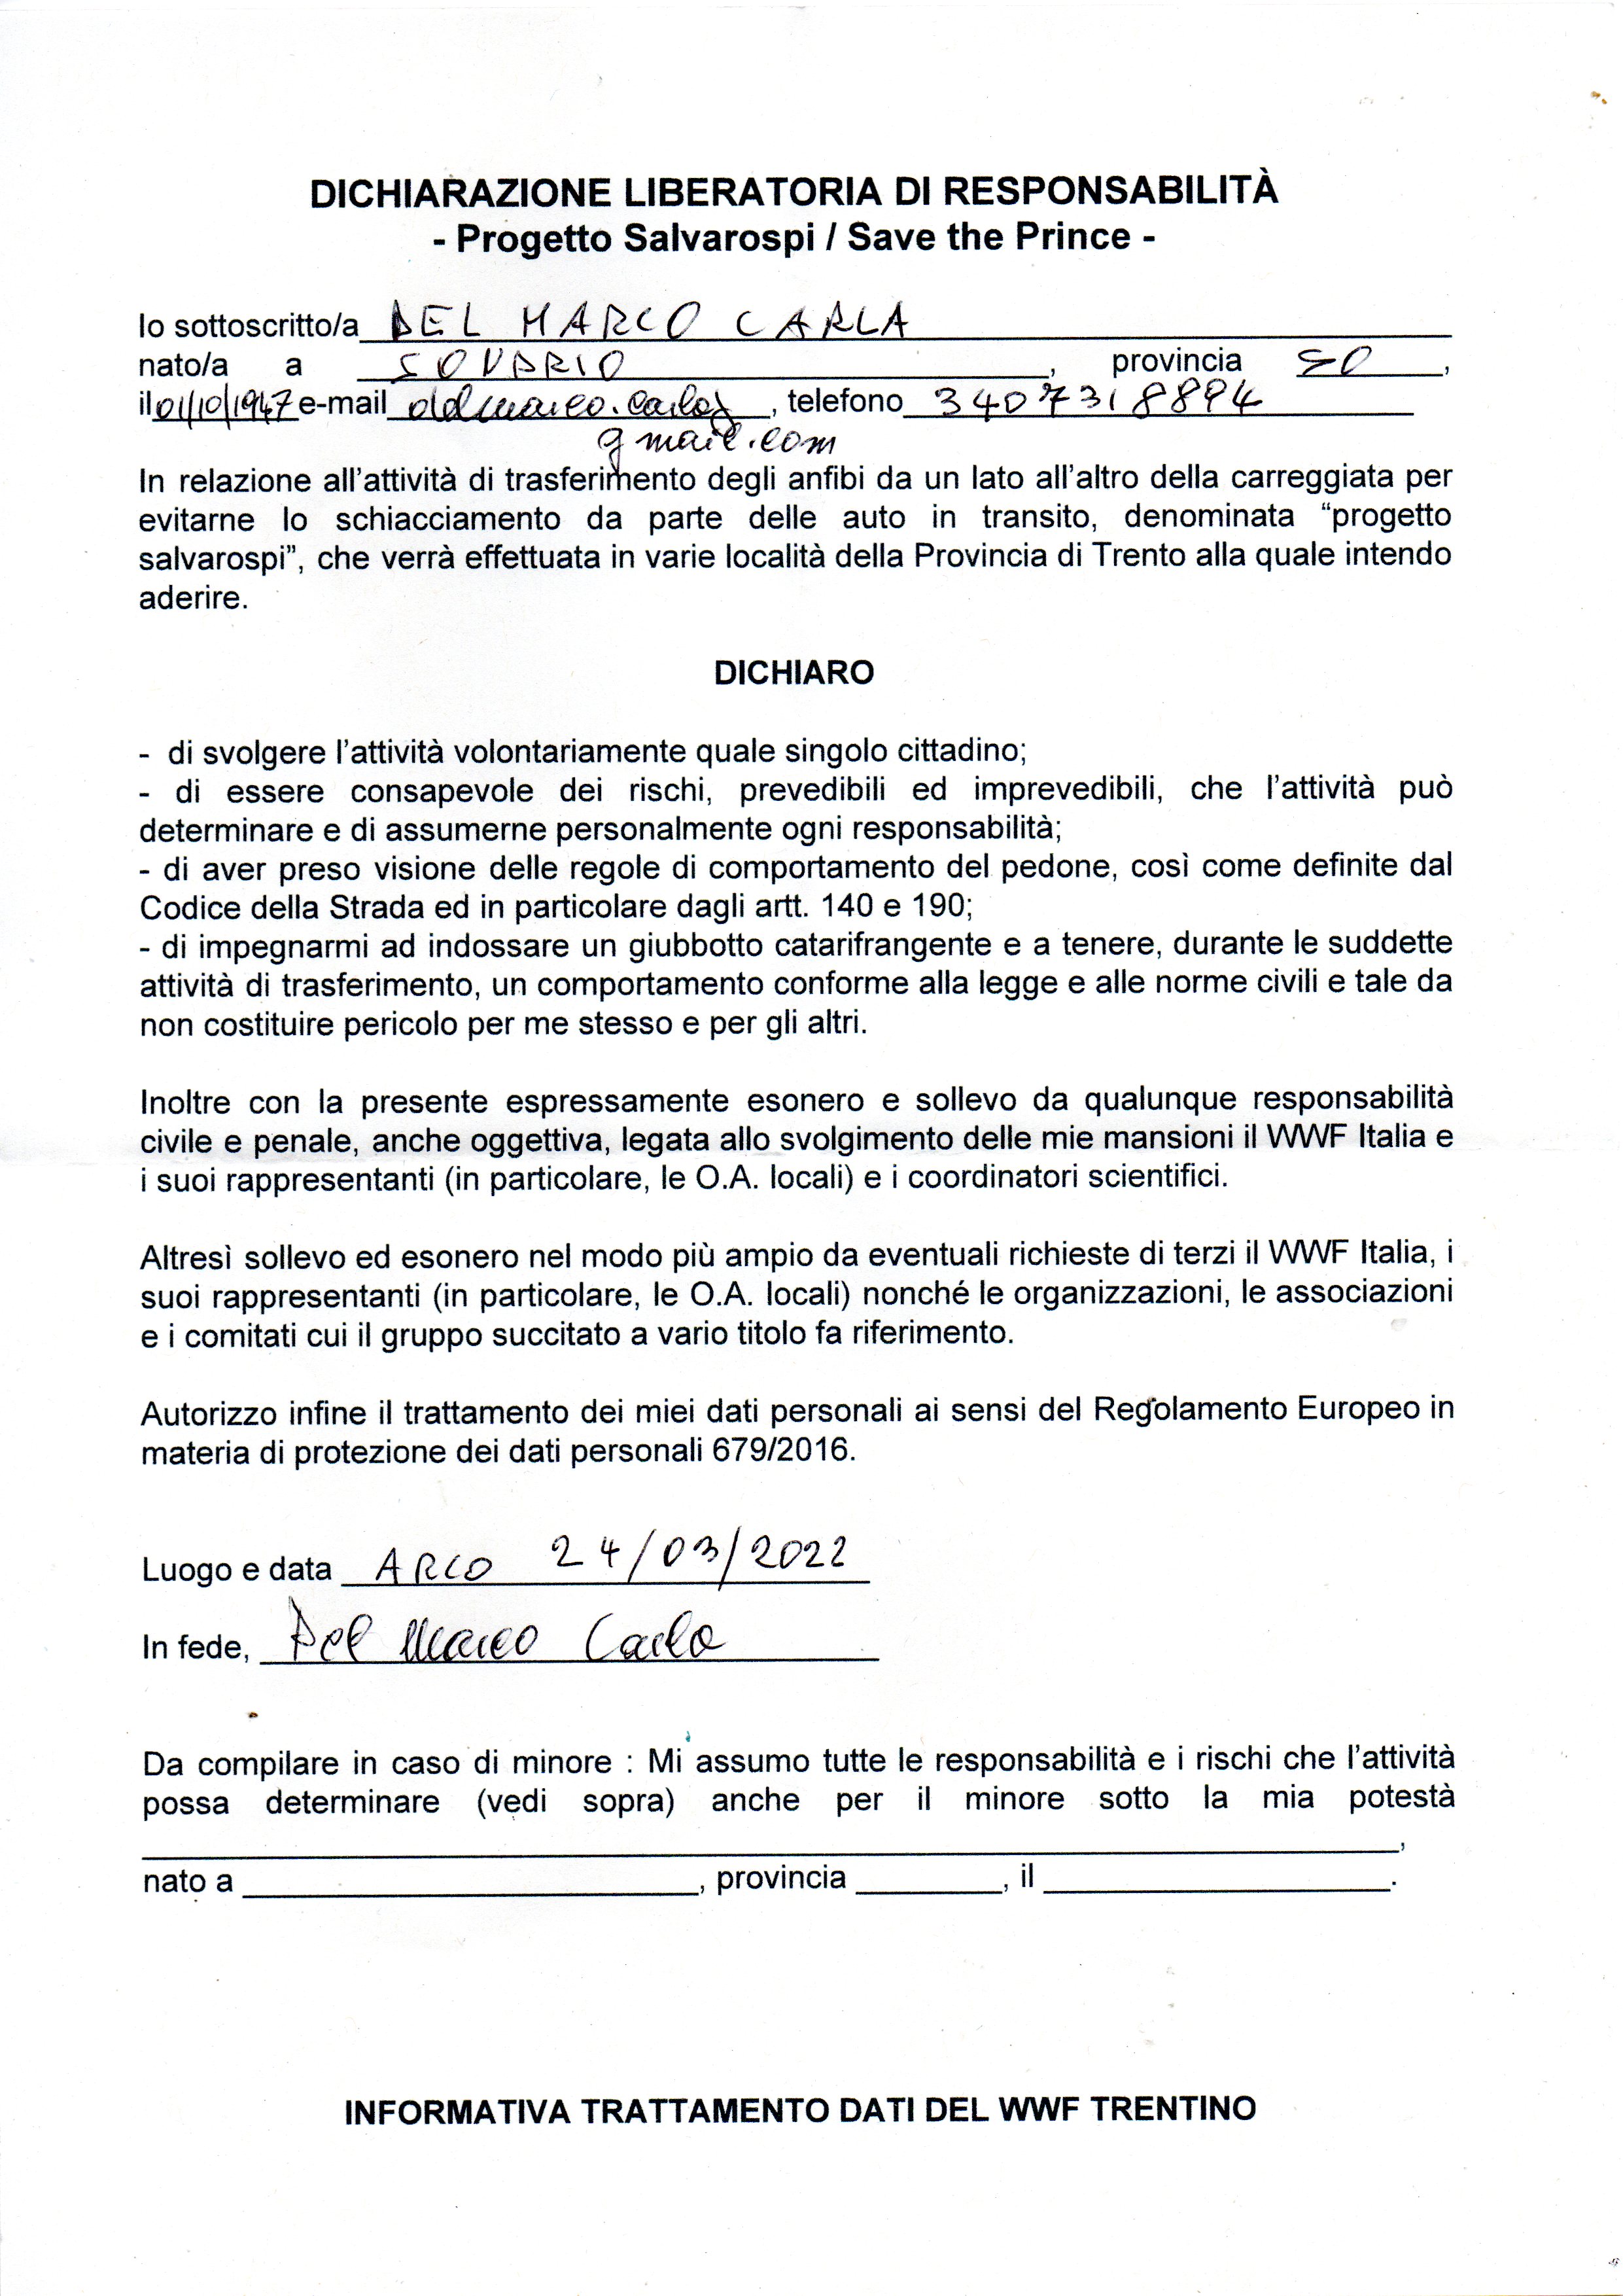 DICHIARAZIONE LIBERATORIA DI RESPONSABILITÀ
- Progetto Salvarospi / Save the Prince -
Io sottoscritto/a DEL MARCO CARLA
nato/a a , provincia SO ,
il 01/10/1947 e-mail , telefono 3407318894
gmail.com
In relazione all’attività di trasferimento degli anfibi da un lato all’altro della carreggiata per
evitarne lo schiacciamento da parte delle auto in transito, denominata “progetto
salvarospi”, che verrà effettuata in varie località della Provincia di Trento alla quale intendo
aderire.
DICHIARO
- di svolgere l’attività volontariamente quale singolo cittadino;
- di essere consapevole dei rischi, prevedibili ed imprevedibili, che l’attività può
determinare e di assumerne personalmente ogni responsabilità;
- di aver preso visione delle regole di comportamento del pedone, così come definite dal
Codice della Strada ed in particolare dagli artt. 140 e 190;
- di impegnarmi ad indossare un giubbotto catarifrangente e a tenere, durante le suddette
attività di trasferimento, un comportamento conforme alla legge e alle norme civili e tale da
non costituire pericolo per me stesso e per gli altri.
Inoltre con la presente espressamente esonero e sollevo da qualunque responsabilità
civile e penale, anche oggettiva, legata allo svolgimento delle mie mansioni il WWF Italia e
i suoi rappresentanti (in particolare, le O.A. locali) e i coordinatori scientifici.
Altresì sollevo ed esonero nel modo più ampio da eventuali richieste di terzi il WWF Italia, i
suoi rappresentanti (in particolare, le O.A. locali) nonché le organizzazioni, le associazioni
e i comitati cui il gruppo succitato a vario titolo fa riferimento.
Autorizzo infine il trattamento dei miei dati personali ai sensi del Regolamento Europeo in
materia di protezione dei dati personali 679/2016.
Luogo e data ARCO 24/03/2022
In fede, Del Marco Carla
Da compilare in caso di minore : Mi assumo tutte le responsabilità e i rischi che l’attività
possa determinare (vedi sopra) anche per il minore sotto la mia potestà
,
nato a , provincia , il .
INFORMATIVA TRATTAMENTO DATI DEL WWF TRENTINO